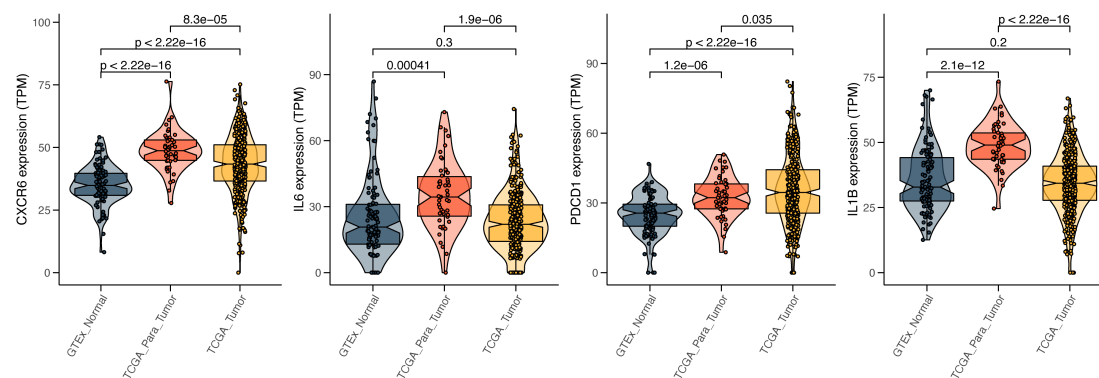 CXCR6 expression (TPM)
100
75
50
25
0
8.3e−05
p < 2.22e−16
p < 2.22e−16
GTEx_Normal
TCGA_Para_Tumor
TCGA_Tumor
IL6 expression (TPM)
90
60
30
0
1.9e−06
0.3
0.00041
GTEx_Normal
TCGA_Para_Tumor
TCGA_Tumor
PDCD1 expression (TPM)
90
60
30
0
0.035
p < 2.22e−16
1.2e−06
GTEx_Normal
TCGA_Para_Tumor
TCGA_Tumor
IL1B expression (TPM)
75
50
25
0
p < 2.22e−16
0.2
2.1e−12
GTEx_Normal
TCGA_Para_Tumor
TCGA_Tumor